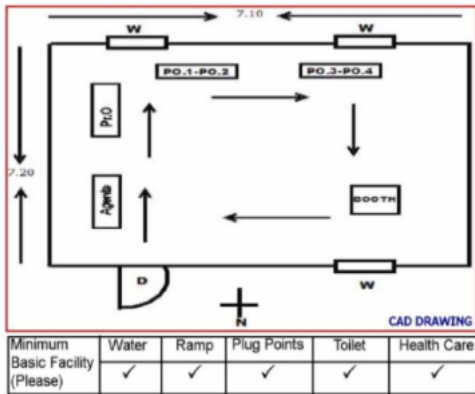 7.10
W W
PO.1-PO.2 PO.3-PO.4
Pr.O
7.20
Agents
BOOTH
D
W
N
CAD DRAWING
Minimum Basic Facility (Please) Water Ramp Plug Points Toilet Health Care
✓ ✓ ✓ ✓ ✓